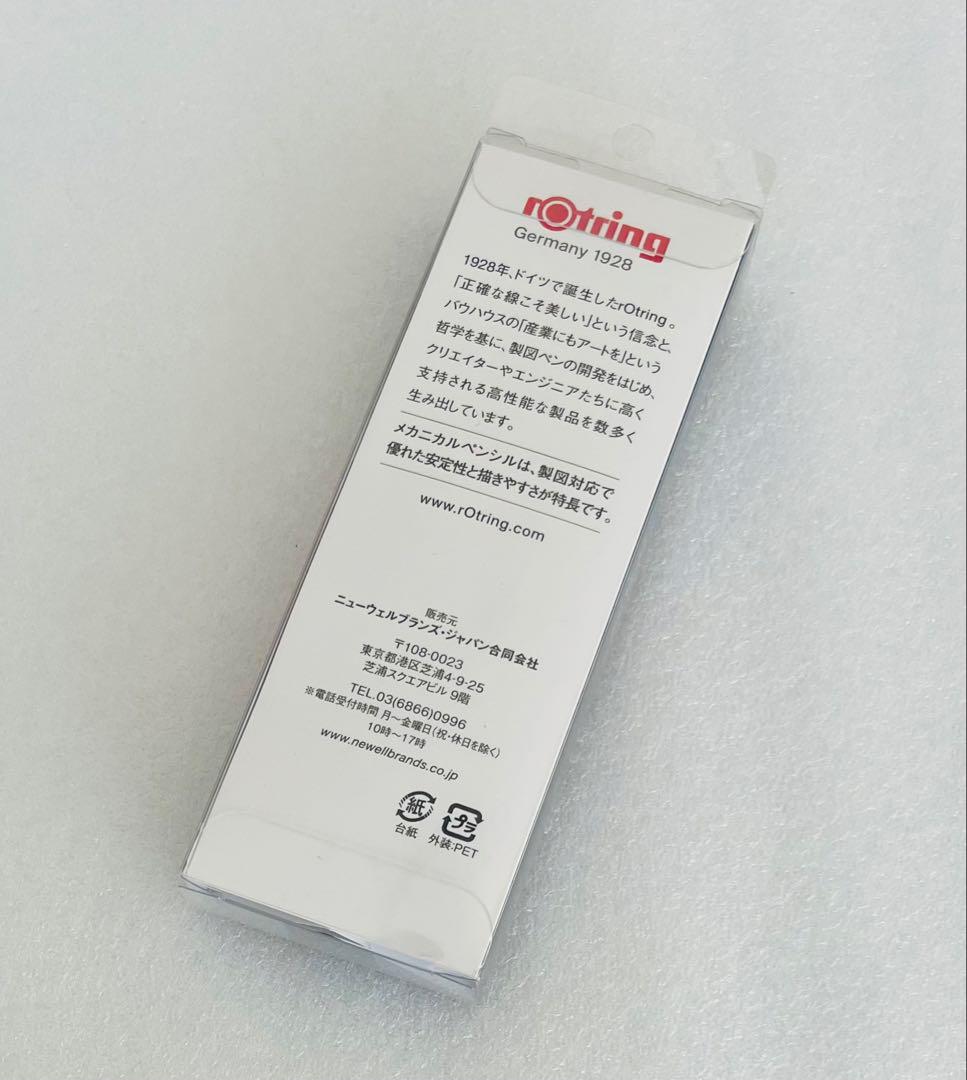 rOtring
Germany 1928
1928年、ドイツで誕生したrOtring。
「正確な線こそ美しい」という信念と、
バウハウスの「産業にもアートを」という
哲学を基に、製図ペンの開発をはじめ、
クリエイターやエンジニアたちに高く
支持される高性能な製品を数多く
生み出しています。
メカニカルペンシルは、製図対応で
優れた安定性と描きやすさが特長です。
www.rOtring.com
販売元
ニューウェルブランズ・ジャパン合同会社
〒108-0023
東京都港区芝浦4-9-25
芝浦スクエアビル 9階
TEL.03(6866)0996
※電話受付時間 月～金曜日(祝・休日を除く)
10時～17時
www.newellbrands.co.jp
紙 プラ
台紙 外装:PET